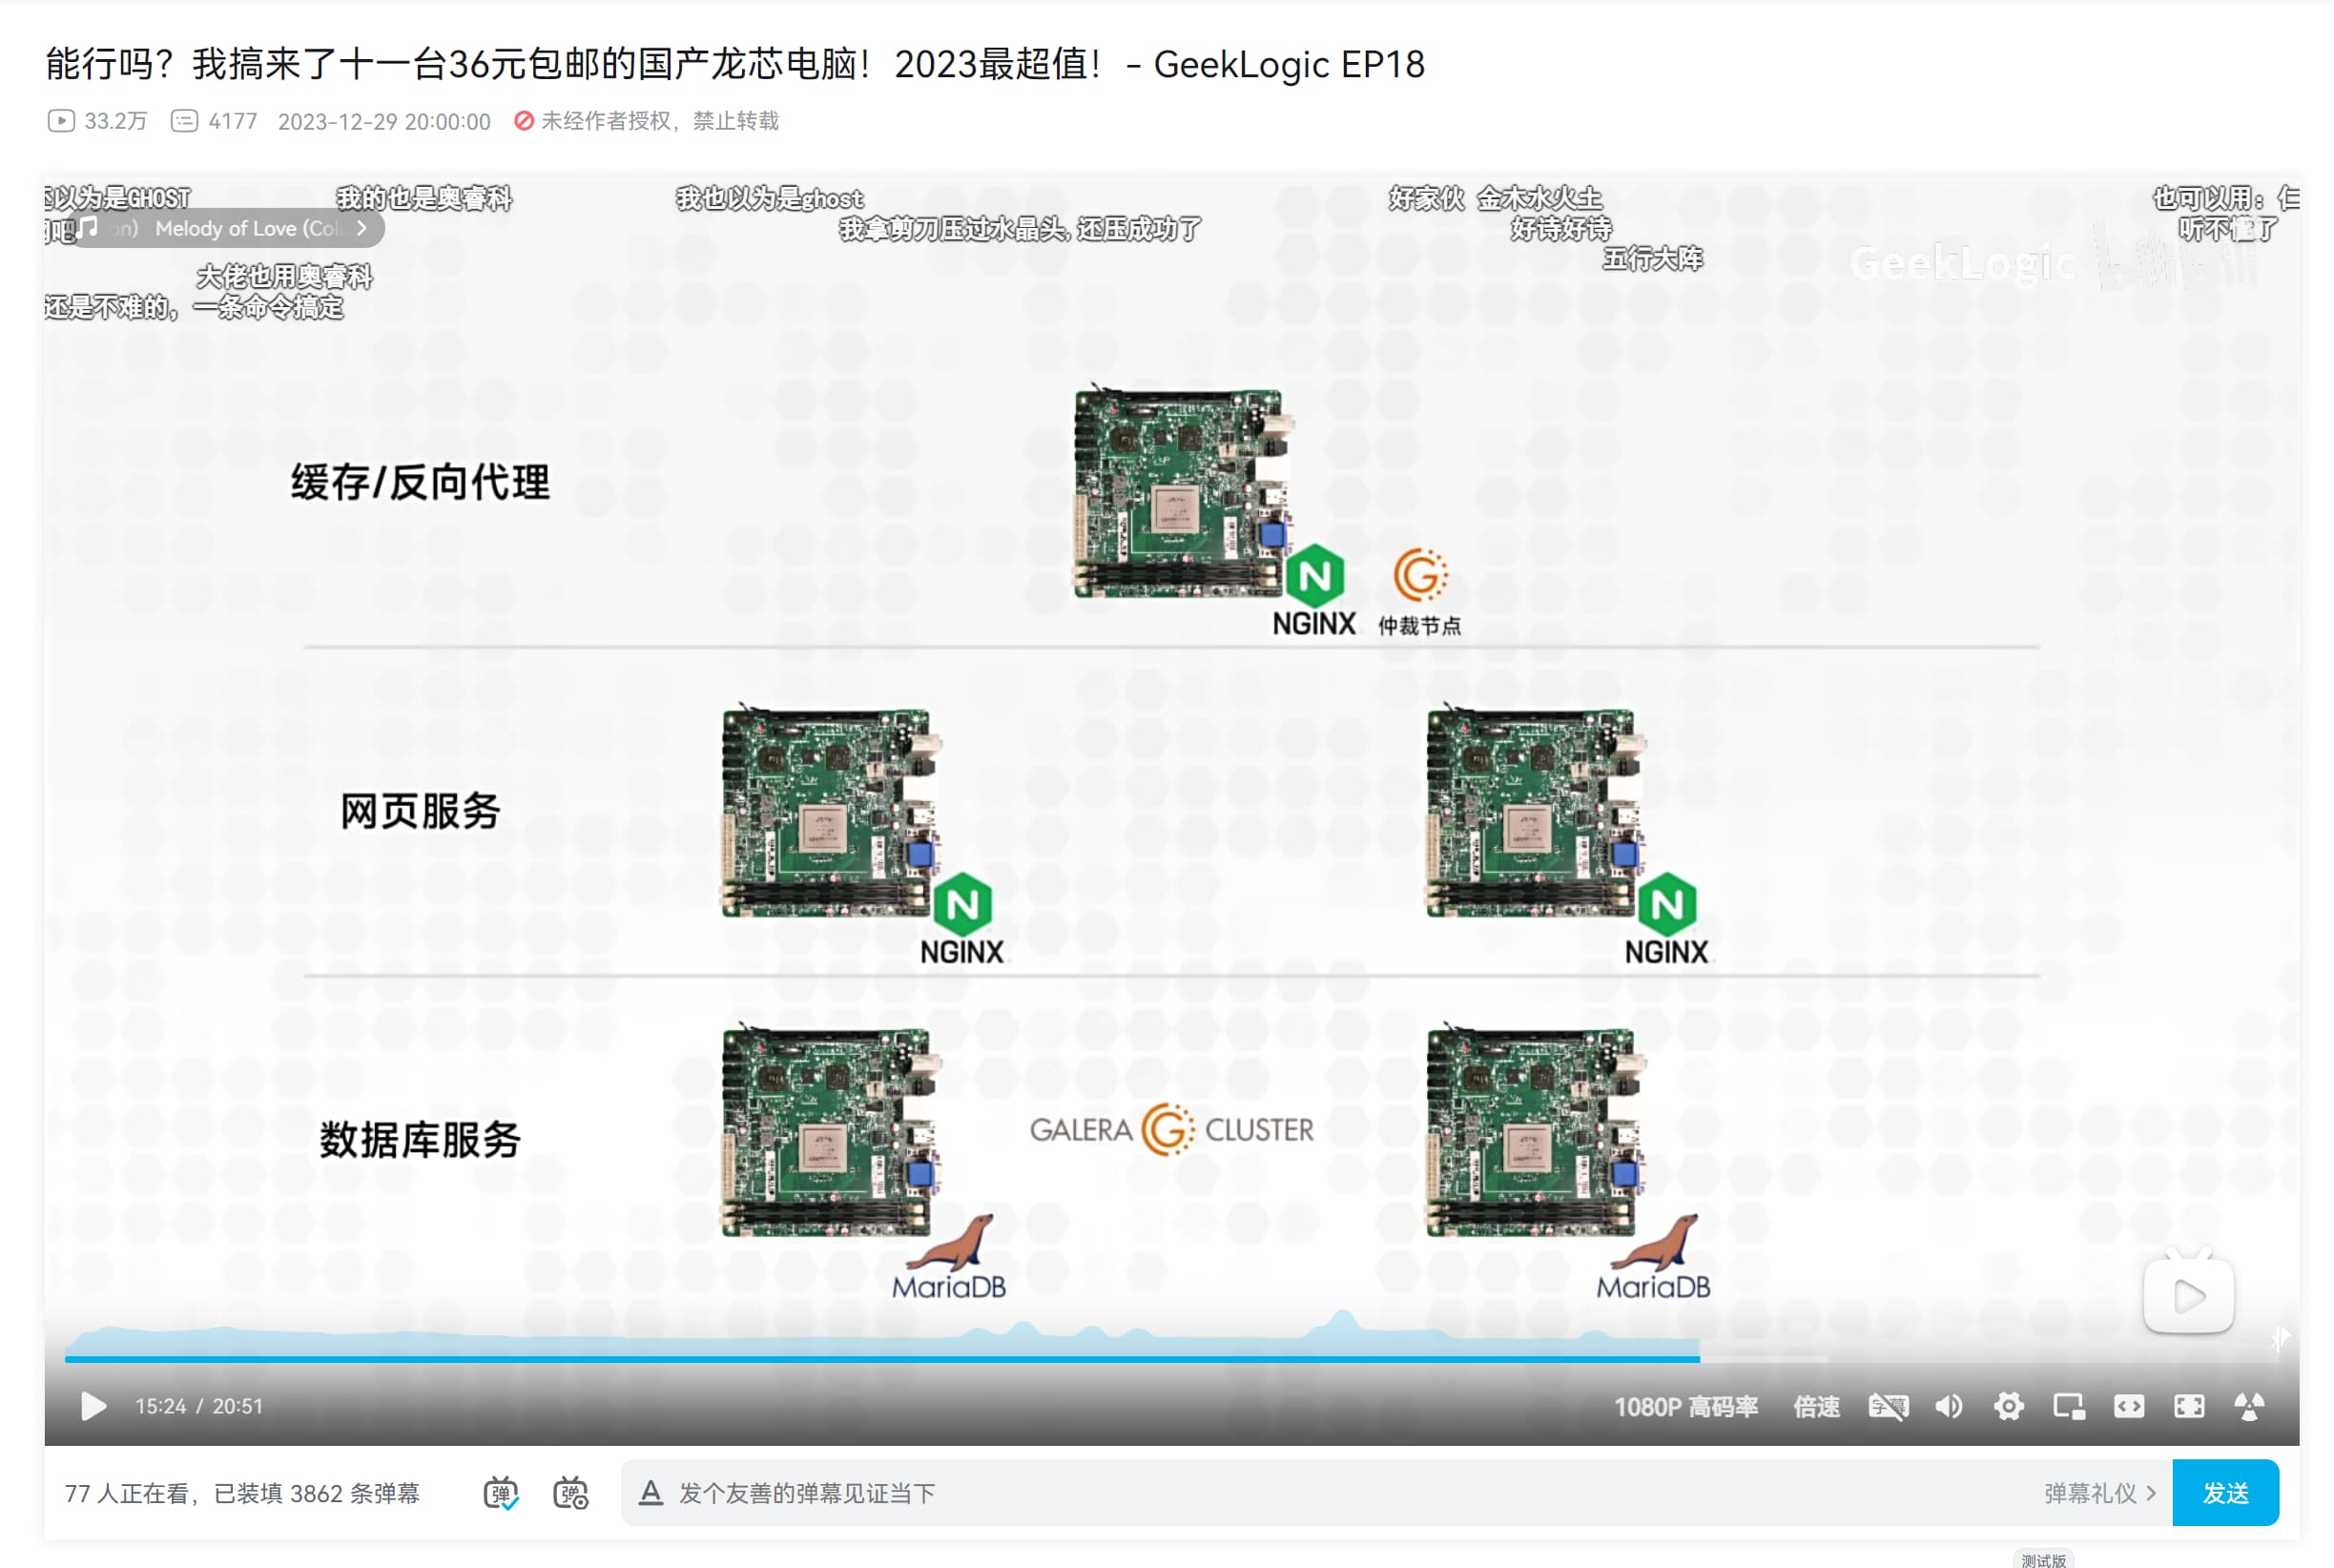 能行吗？我搞来了十一台36元包邮的国产龙芯电脑！2023最超值！- GeekLogic EP18
33.2万 4177 2023-12-29 20:00:00 未经作者授权，禁止转载
以为是GHOST 我的也是奥睿科 我也以为是ghost 好家伙 金木水火土 也可以用：仁
吧 on) Melody of Love (Col 我拿剪刀压过水晶头,还压成功了 好诗好诗 听不懂了
五行大阵
GeekLogic bilibili
大佬也用奥睿科
还是不难的，一条命令搞定
缓存/反向代理
NGINX 仲裁节点
网页服务
NGINX NGINX
数据库服务
GALERA CLUSTER
MariaDB MariaDB
15:24 / 20:51 1080P 高码率 倍速 字幕
77 人正在看，已装填 3862 条弹幕 弹 弹 A 发个友善的弹幕见证当下 弹幕礼仪 发送
测试版